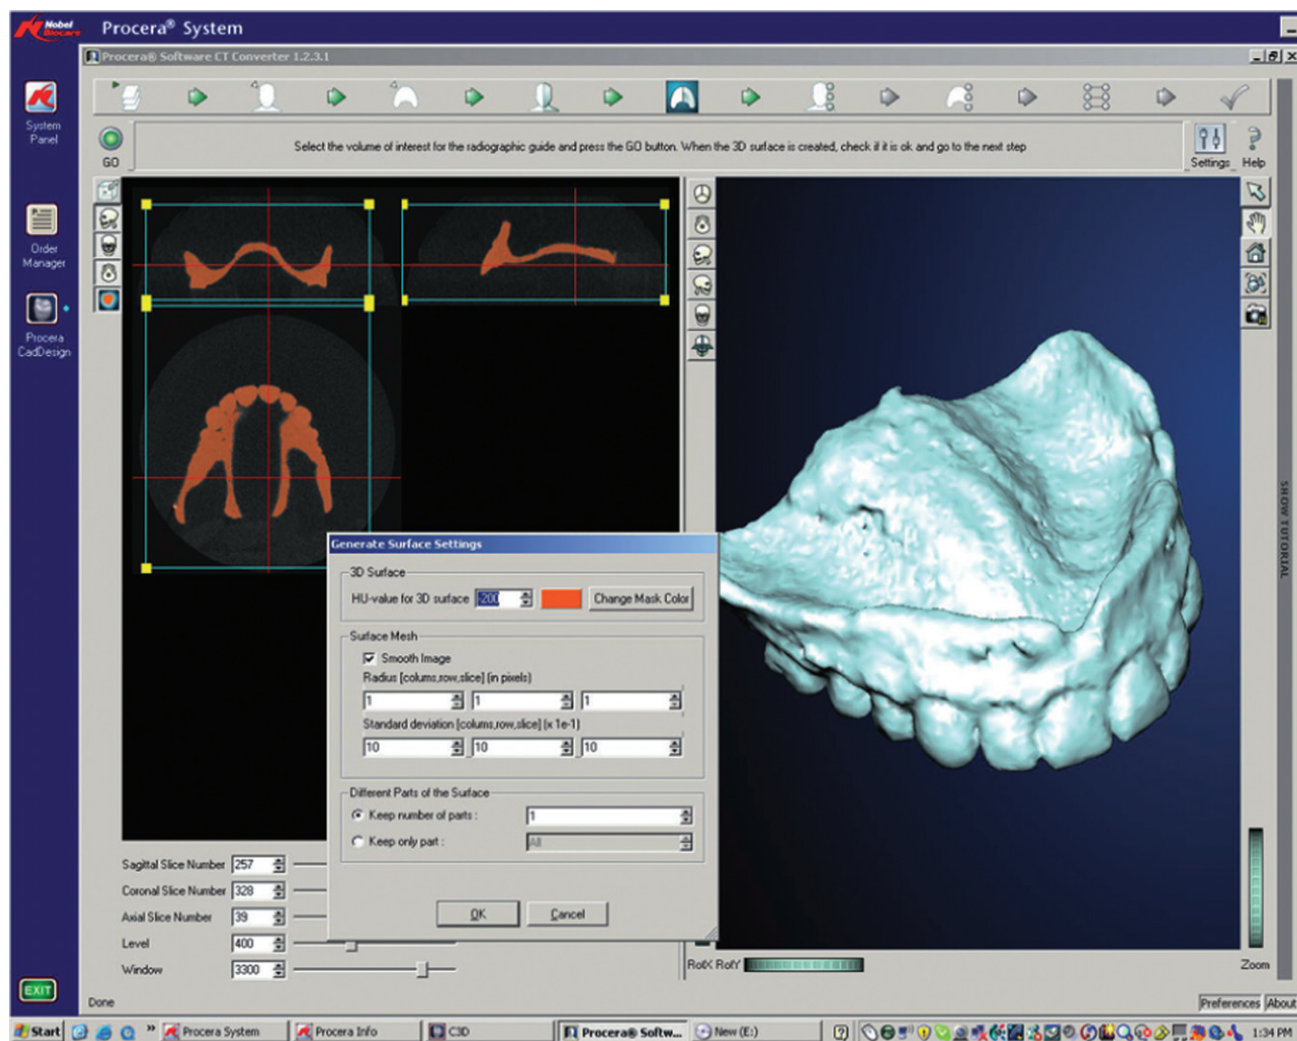 Nobel Biocare
Procera® System
Procera® Software CT Converter 1.2.3.1
System Panel
GO
Select the volume of interest for the radiographic guide and press the GO button. When the 3D surface is created, check if it is ok and go to the next step
Settings
Help
Order Manager
Procera CadDesign
SHOW TUTORIAL
Generate Surface Settings
3D Surface
HU-value for 3D surface
-200
Change Mask Color
Surface Mesh
Smooth Image
Radius [colums,row,slice] (in pixels)
1 1 1
Standard deviation [colums,row,slice] (x 1e-1)
10 10 10
Different Parts of the Surface
Keep number of parts : 1
Keep only part : All
OK Cancel
Sagittal Slice Number 257
Coronal Slice Number 328
Axial Slice Number 39
Level 400
Window 3300
RotX RotY
Zoom
EXIT
Done
Preferences About
Start » Procera System Procera Info C3D Procera® Softw... New (E:) 1:34 PM